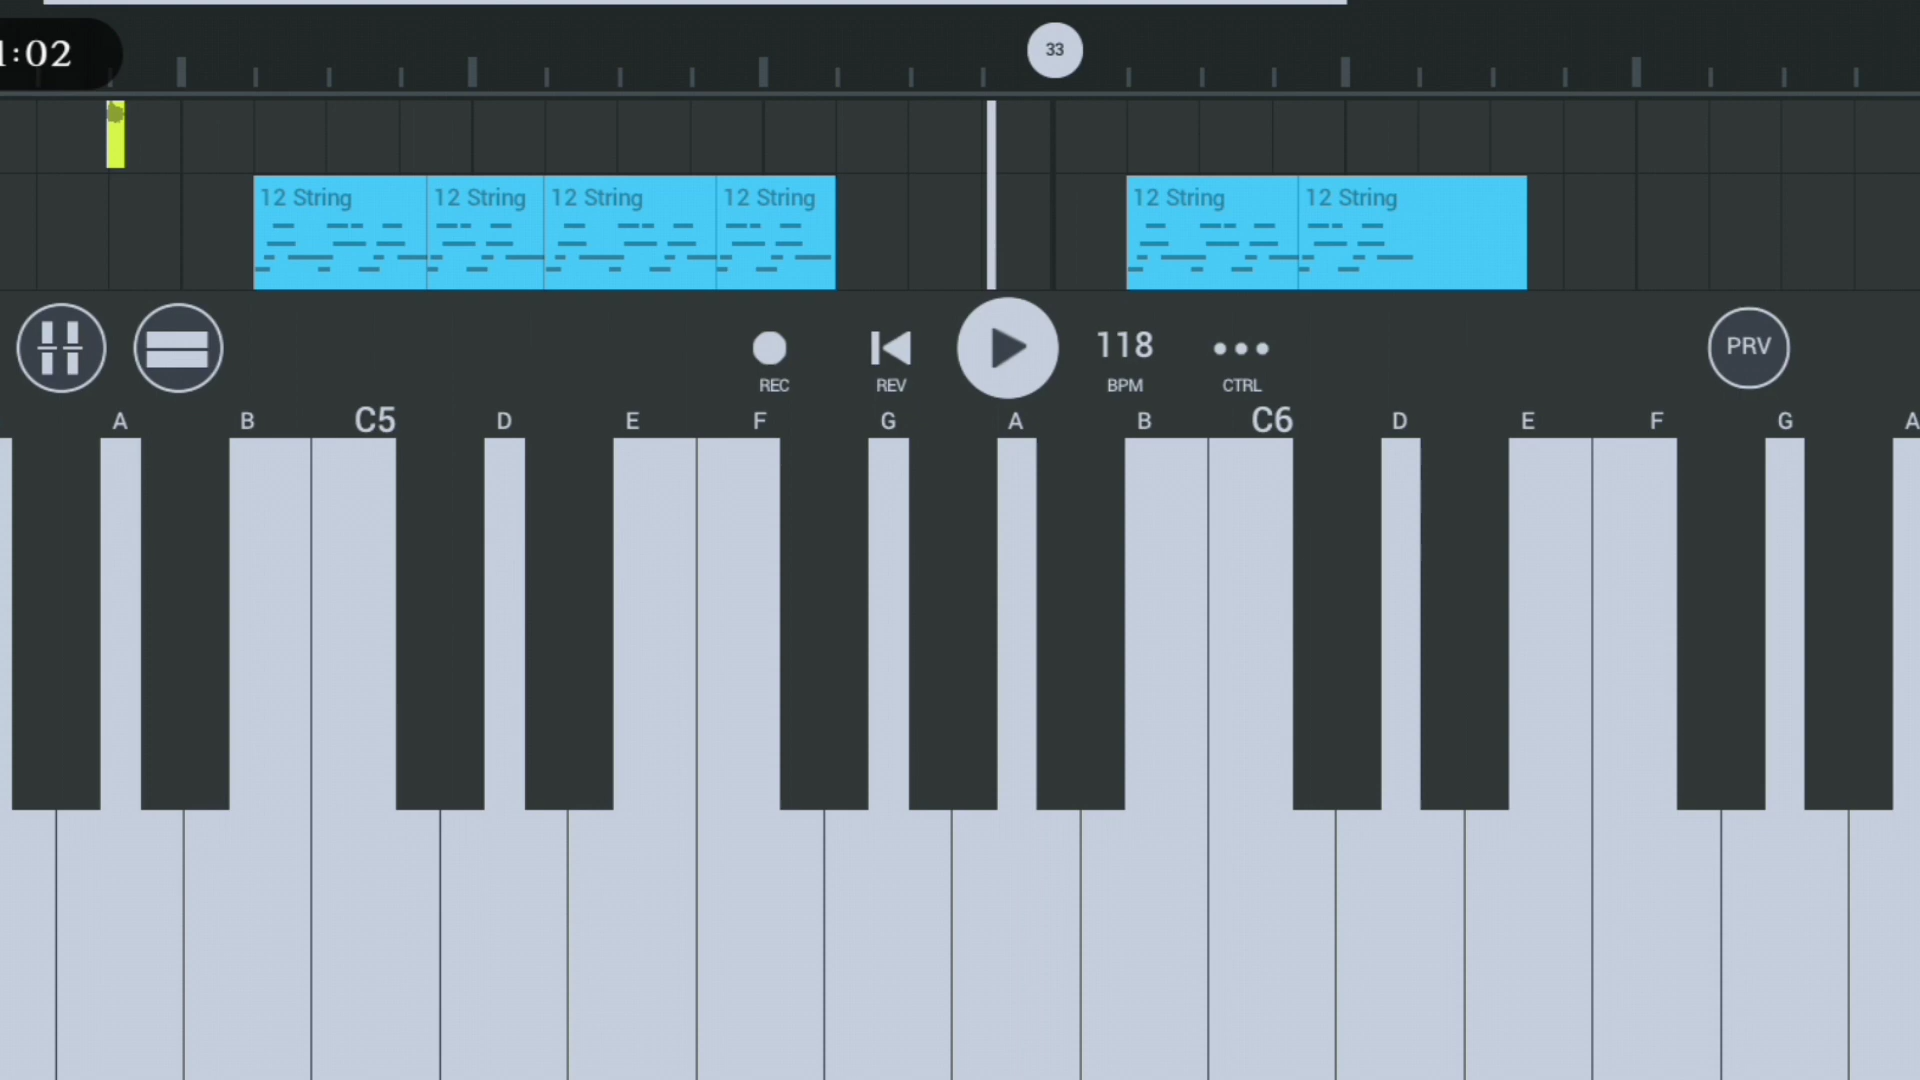 1:02
33
12 String 12 String 12 String 12 String 12 String 12 String
118 PRV
REC REV BPM CTRL
A B C5 D E F G A B C6 D E F G A